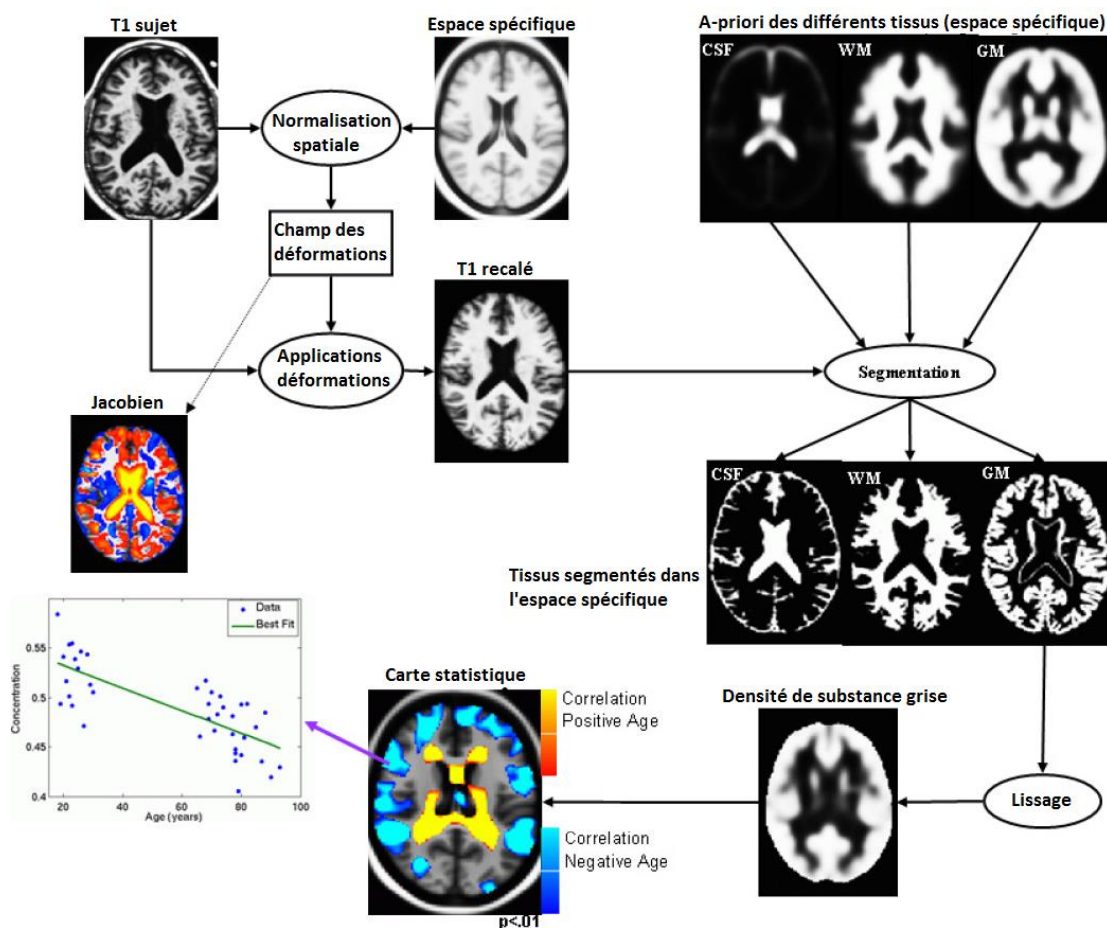 T1 sujet
Espace spécifique
A-priori des différents tissus (espace spécifique)
CSF
WM
GM
Normalisation
spatiale
Champ des
déformations
T1 recalé
Applications
déformations
Segmentation
Jacobien
CSF
WM
GM
Tissus segmentés dans
l'espace spécifique
Data
Best Fit
0.55
0.5
0.45
0.4
Concentration
20
40
60
80
100
Age (years)
Carte statistique
Correlation
Positive Age
Correlation
Negative Age
p<.01
Densité de substance grise
Lissage